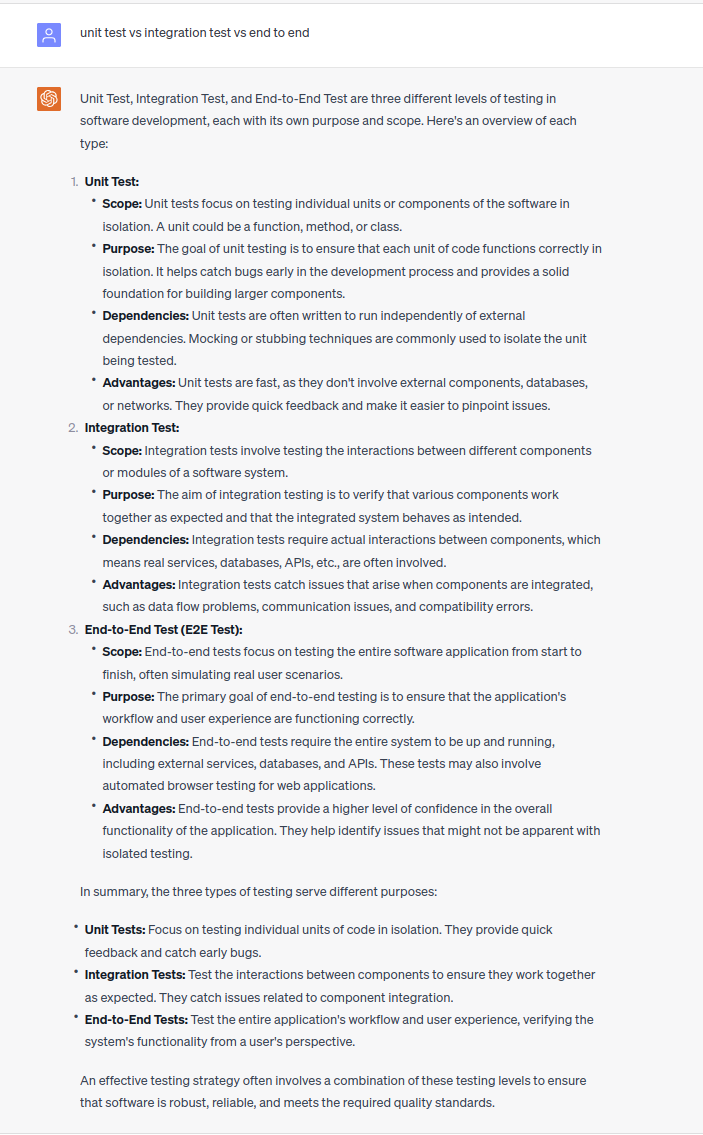 unit test vs integration test vs end to end
Unit Test, Integration Test, and End-to-End Test are three different levels of testing in
software development, each with its own purpose and scope. Here's an overview of each
type:
1. Unit Test:
• Scope: Unit tests focus on testing individual units or components of the software in
isolation. A unit could be a function, method, or class.
• Purpose: The goal of unit testing is to ensure that each unit of code functions correctly in
isolation. It helps catch bugs early in the development process and provides a solid
foundation for building larger components.
• Dependencies: Unit tests are often written to run independently of external
dependencies. Mocking or stubbing techniques are commonly used to isolate the unit
being tested.
• Advantages: Unit tests are fast, as they don't involve external components, databases,
or networks. They provide quick feedback and make it easier to pinpoint issues.
2. Integration Test:
• Scope: Integration tests involve testing the interactions between different components
or modules of a software system.
• Purpose: The aim of integration testing is to verify that various components work
together as expected and that the integrated system behaves as intended.
• Dependencies: Integration tests require actual interactions between components, which
means real services, databases, APIs, etc., are often involved.
• Advantages: Integration tests catch issues that arise when components are integrated,
such as data flow problems, communication issues, and compatibility errors.
3. End-to-End Test (E2E Test):
• Scope: End-to-end tests focus on testing the entire software application from start to
finish, often simulating real user scenarios.
• Purpose: The primary goal of end-to-end testing is to ensure that the application's
workflow and user experience are functioning correctly.
• Dependencies: End-to-end tests require the entire system to be up and running,
including external services, databases, and APIs. These tests may also involve
automated browser testing for web applications.
• Advantages: End-to-end tests provide a higher level of confidence in the overall
functionality of the application. They help identify issues that might not be apparent with
isolated testing.
In summary, the three types of testing serve different purposes:
• Unit Tests: Focus on testing individual units of code in isolation. They provide quick
feedback and catch early bugs.
• Integration Tests: Test the interactions between components to ensure they work together
as expected. They catch issues related to component integration.
• End-to-End Tests: Test the entire application's workflow and user experience, verifying the
system's functionality from a user's perspective.
An effective testing strategy often involves a combination of these testing levels to ensure
that software is robust, reliable, and meets the required quality standards.